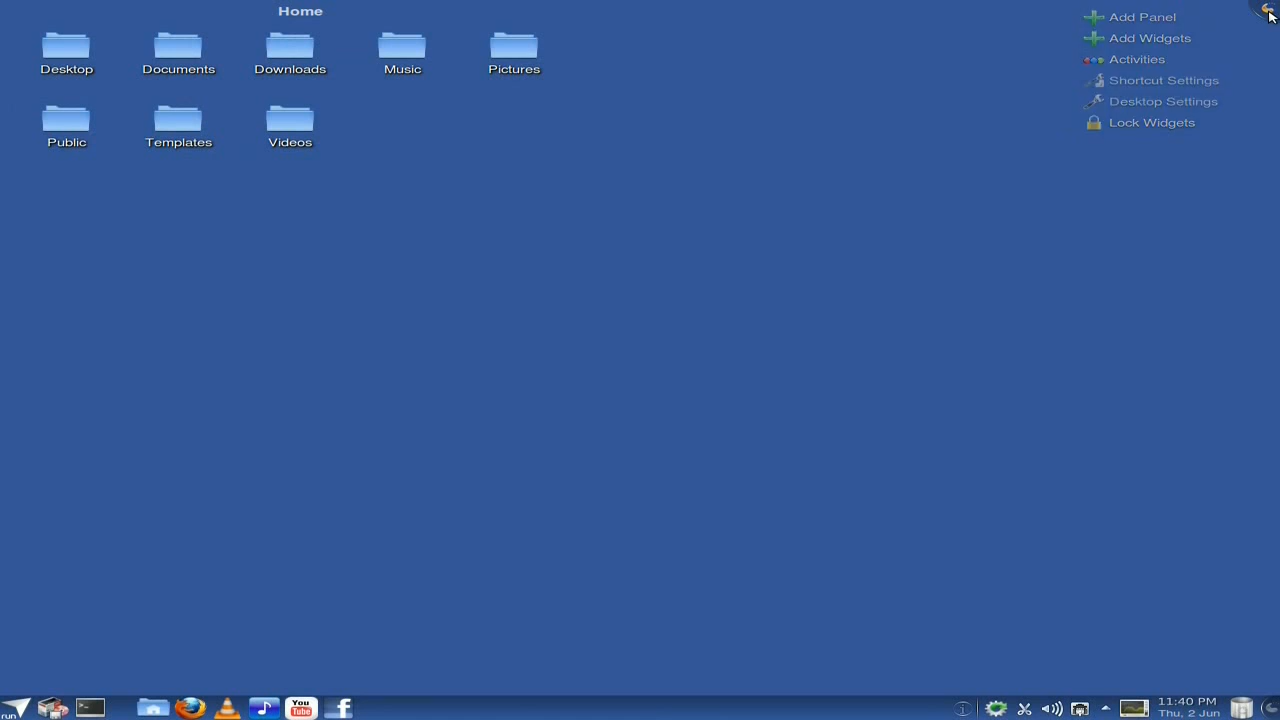 Home
Desktop
Documents
Downloads
Music
Pictures
Public
Templates
Videos
Add Panel
Add Widgets
Activities
Shortcut Settings
Desktop Settings
Lock Widgets
run
You
Tube
f
11:40 PM
Thu, 2 Jun